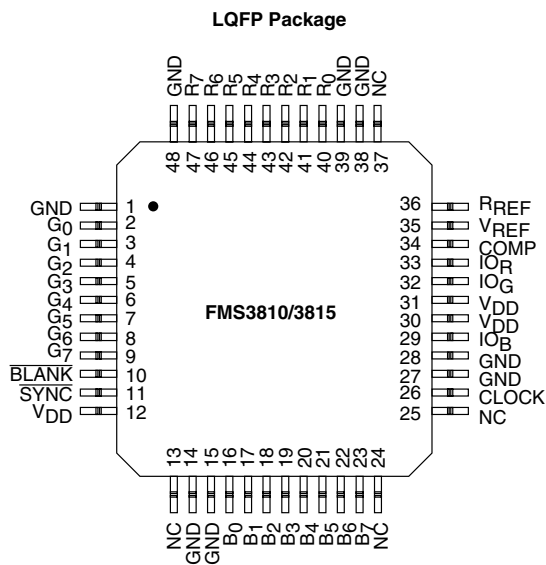 LQFP Package
GND
R7
R6
R5
R4
R3
R2
R1
R0
GND
GND
NC
48
47
46
45
44
43
42
41
40
39
38
37
GND 1
G0 2
G1 3
G2 4
G3 5
G4 6
G5 7
G6 8
G7 9
BLANK 10
SYNC 11
VDD 12
FMS3810/3815
36 RREF
35 VREF
34 COMP
33 IOR
32 IOG
31 VDD
30 VDD
29 IOB
28 GND
27 GND
26 CLOCK
25 NC
13
14
15
16
17
18
19
20
21
22
23
24
NC
GND
GND
B0
B1
B2
B3
B4
B5
B6
B7
NC